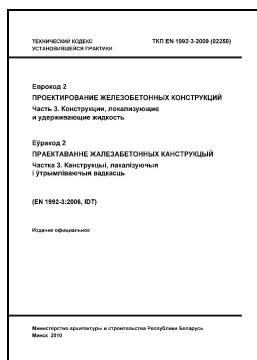 ТЕХНИЧЕСКИЙ КОДЕКС
УСТАНОВИВШЕЙСЯ ПРАКТИКИ
ТКП EN 1992-3-2009 (02250)
Еврокод 2
ПРОЕКТИРОВАНИЕ ЖЕЛЕЗОБЕТОННЫХ КОНСТРУКЦИЙ
Часть 3. Конструкции, локализующие
и удерживающие жидкость
Еўракод 2
ПРАЕКТАВАННЕ ЖАЛЕЗАБЕТОННЫХ КАНСТРУКЦЫЙ
Частка 3. Канструкцыі, лакалізуючыя
і ўтрымліваючыя вадкасць
(EN 1992-3:2006, IDT)
Издание официальное
Министерство архитектуры и строительства Республики Беларусь
Минск 2010